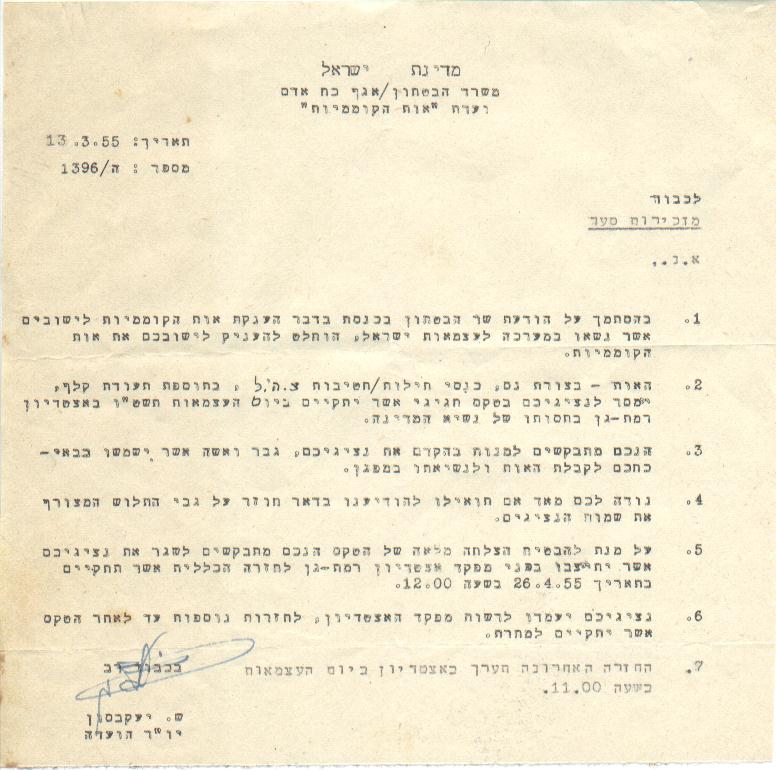 מדינת ישראל
משרד הבטחון/אגף כח אדם
ועדת "אות הקוממיות"
תאריך: 13.3.55
מספר : ה/1396
לכבוד
מזכירות סעד
א.נ.,
1. בהסתמך על הודעת שר הבטחון בכנסת בדבר הענקת אות הקוממיות לישובים
אשר נשאו במערכה לעצמאות ישראל, הוחלט להעניק לישובכם את אות
הקוממיות.
2. האות - בצורת נס, כנסי חילות/חטיבות צ.ה.ל, בתוספת תעודת קלף,
ימסר לנציגיכם בטקס חגיגי אשר יתקיים ביום העצמאות תשט"ו באצטדיון
רמת-גן בחסותו של נשיא המדינה.
3. הנכם מתבקשים למנות בהקדם את נציגיכם, גבר ואשה אשר ישמשו כבאי-
כחכם לקבלת האות ולנשיאתו במפגן.
4. נודה לכם מאד אם תואילו להודיענו בדאר חוזר על גבי התלוש המצורף
את שמות הנציגים.
5. על מנת להבטיח הצלחה מלאה של הטקס הנכם מתבקשים לשגר את נציגיכם
אשר יתייצבו בפני מפקד אצטדיון רמת-גן לחזרה הכללית אשר תתקיים
בתאריך 26.4.55 בשעה 12.00.
6. נציגיכם יעמדו לרשות מפקד האצטדיון, לחזרות נוספות עד לאחר הטקס
אשר יתקיים למחרת.
7. החזרה האחרונה תערך באצטדיון ביום העצמאות
בשעה 11.00.
בכבוד רב
ש. יעקבסון
יו"ר הועדה